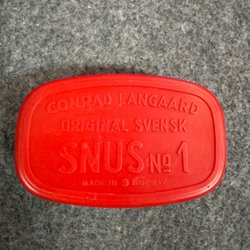 CONRAD LANGAARD
ORIGINAL SVENSK
SNUS No 1
MADE IN NORWAY